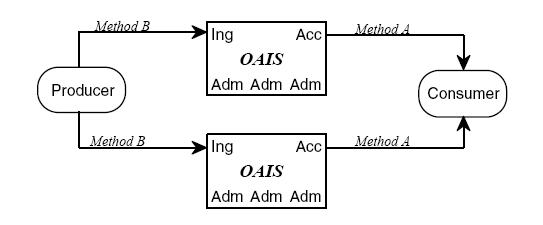 Method B
Method A
Ing Acc
OAIS
Adm Adm Adm
Producer
Consumer
Method B
Method A
Ing Acc
OAIS
Adm Adm Adm